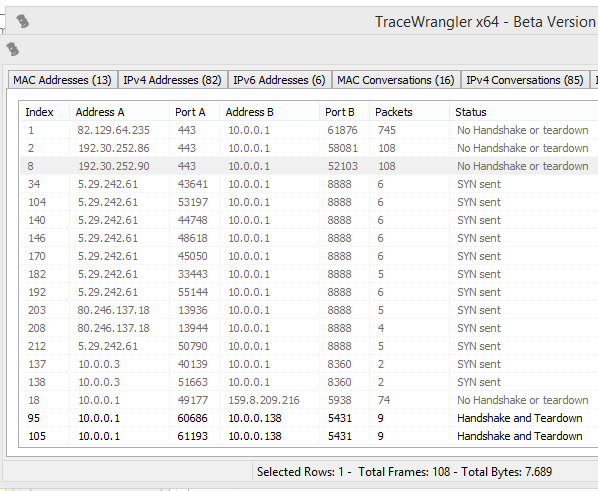 TraceWrangler x64 - Beta Version
MAC Addresses (13) IPv4 Addresses (82) IPv6 Addresses (6) MAC Conversations (16) IPv4 Conversations (85)
Index Address A Port A Address B Port B Packets Status
1 82.129.64.235 443 10.0.0.1 61876 745 No Handshake or teardown
2 192.30.252.86 443 10.0.0.1 58081 108 No Handshake or teardown
8 192.30.252.90 443 10.0.0.1 52103 108 No Handshake or teardown
34 5.29.242.61 43641 10.0.0.1 8888 6 SYN sent
104 5.29.242.61 53197 10.0.0.1 8888 6 SYN sent
140 5.29.242.61 44748 10.0.0.1 8888 6 SYN sent
146 5.29.242.61 48618 10.0.0.1 8888 6 SYN sent
170 5.29.242.61 45050 10.0.0.1 8888 6 SYN sent
182 5.29.242.61 33443 10.0.0.1 8888 5 SYN sent
192 5.29.242.61 55144 10.0.0.1 8888 6 SYN sent
203 80.246.137.18 13936 10.0.0.1 8888 5 SYN sent
208 80.246.137.18 13944 10.0.0.1 8888 4 SYN sent
212 5.29.242.61 50790 10.0.0.1 8888 5 SYN sent
137 10.0.0.3 40139 10.0.0.1 8360 2 SYN sent
138 10.0.0.3 51663 10.0.0.1 8360 2 SYN sent
18 10.0.0.1 49177 159.8.209.216 5938 74 No Handshake or teardown
95 10.0.0.1 60686 10.0.0.138 5431 9 Handshake and Teardown
105 10.0.0.1 61193 10.0.0.138 5431 9 Handshake and Teardown
Selected Rows: 1 - Total Frames: 108 - Total Bytes: 7.689